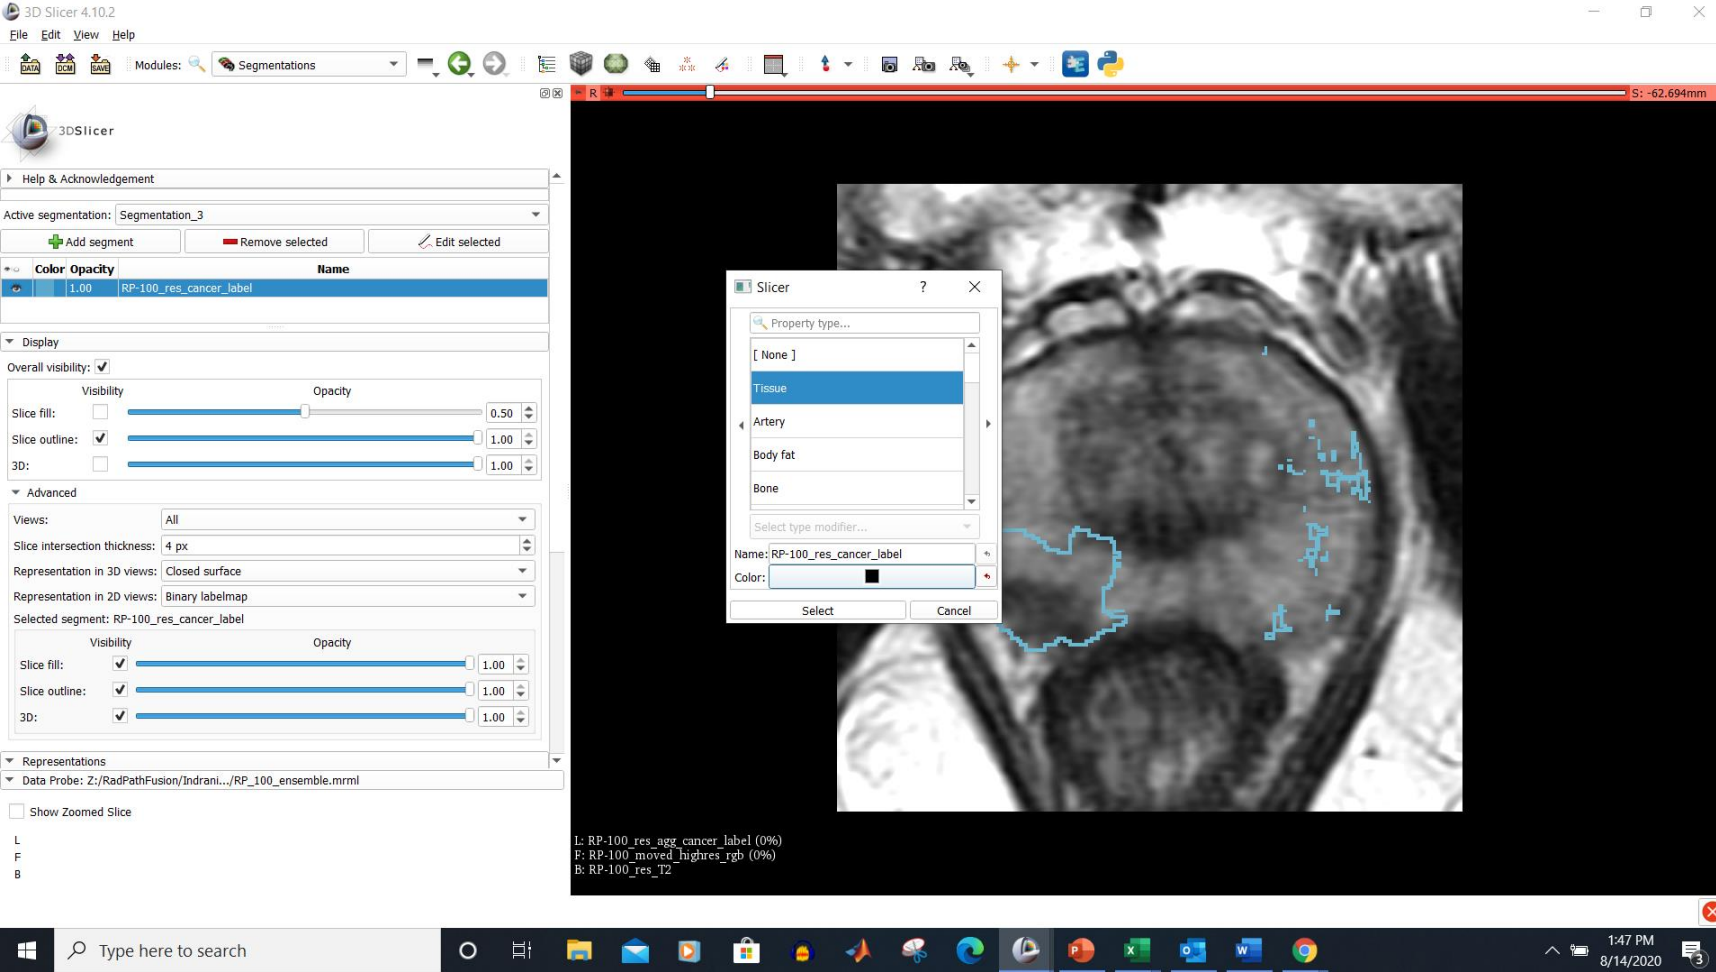 3D Slicer 4.10.2
File Edit View Help
DATA DCM SAVE Modules: Segmentations
R S: -62.694mm
3DSlicer
Help & Acknowledgement
Active segmentation: Segmentation_3
Add segment Remove selected Edit selected
Color Opacity Name
1.00 RP-100_res_cancer_label
Display
Overall visibility:
Visibility Opacity
Slice fill: 0.50
Slice outline: 1.00
3D: 1.00
Advanced
Views: All
Slice intersection thickness: 4 px
Representation in 3D views: Closed surface
Representation in 2D views: Binary labelmap
Selected segment: RP-100_res_cancer_label
Visibility Opacity
Slice fill: 1.00
Slice outline: 1.00
3D: 1.00
Representations
Data Probe: Z:/RadPathFusion/Indrani.../RP_100_ensemble.mrml
Show Zoomed Slice
L
F
B
Slicer ?
Property type...
[ None ]
Tissue
Artery
Body fat
Bone
Select type modifier...
Name: RP-100_res_cancer_label
Color:
Select Cancel
L: RP-100_res_agg_cancer_label (0%)
F: RP-100_moved_highres_rgb (0%)
B: RP-100_res_T2
Type here to search
1:47 PM
8/14/2020
3